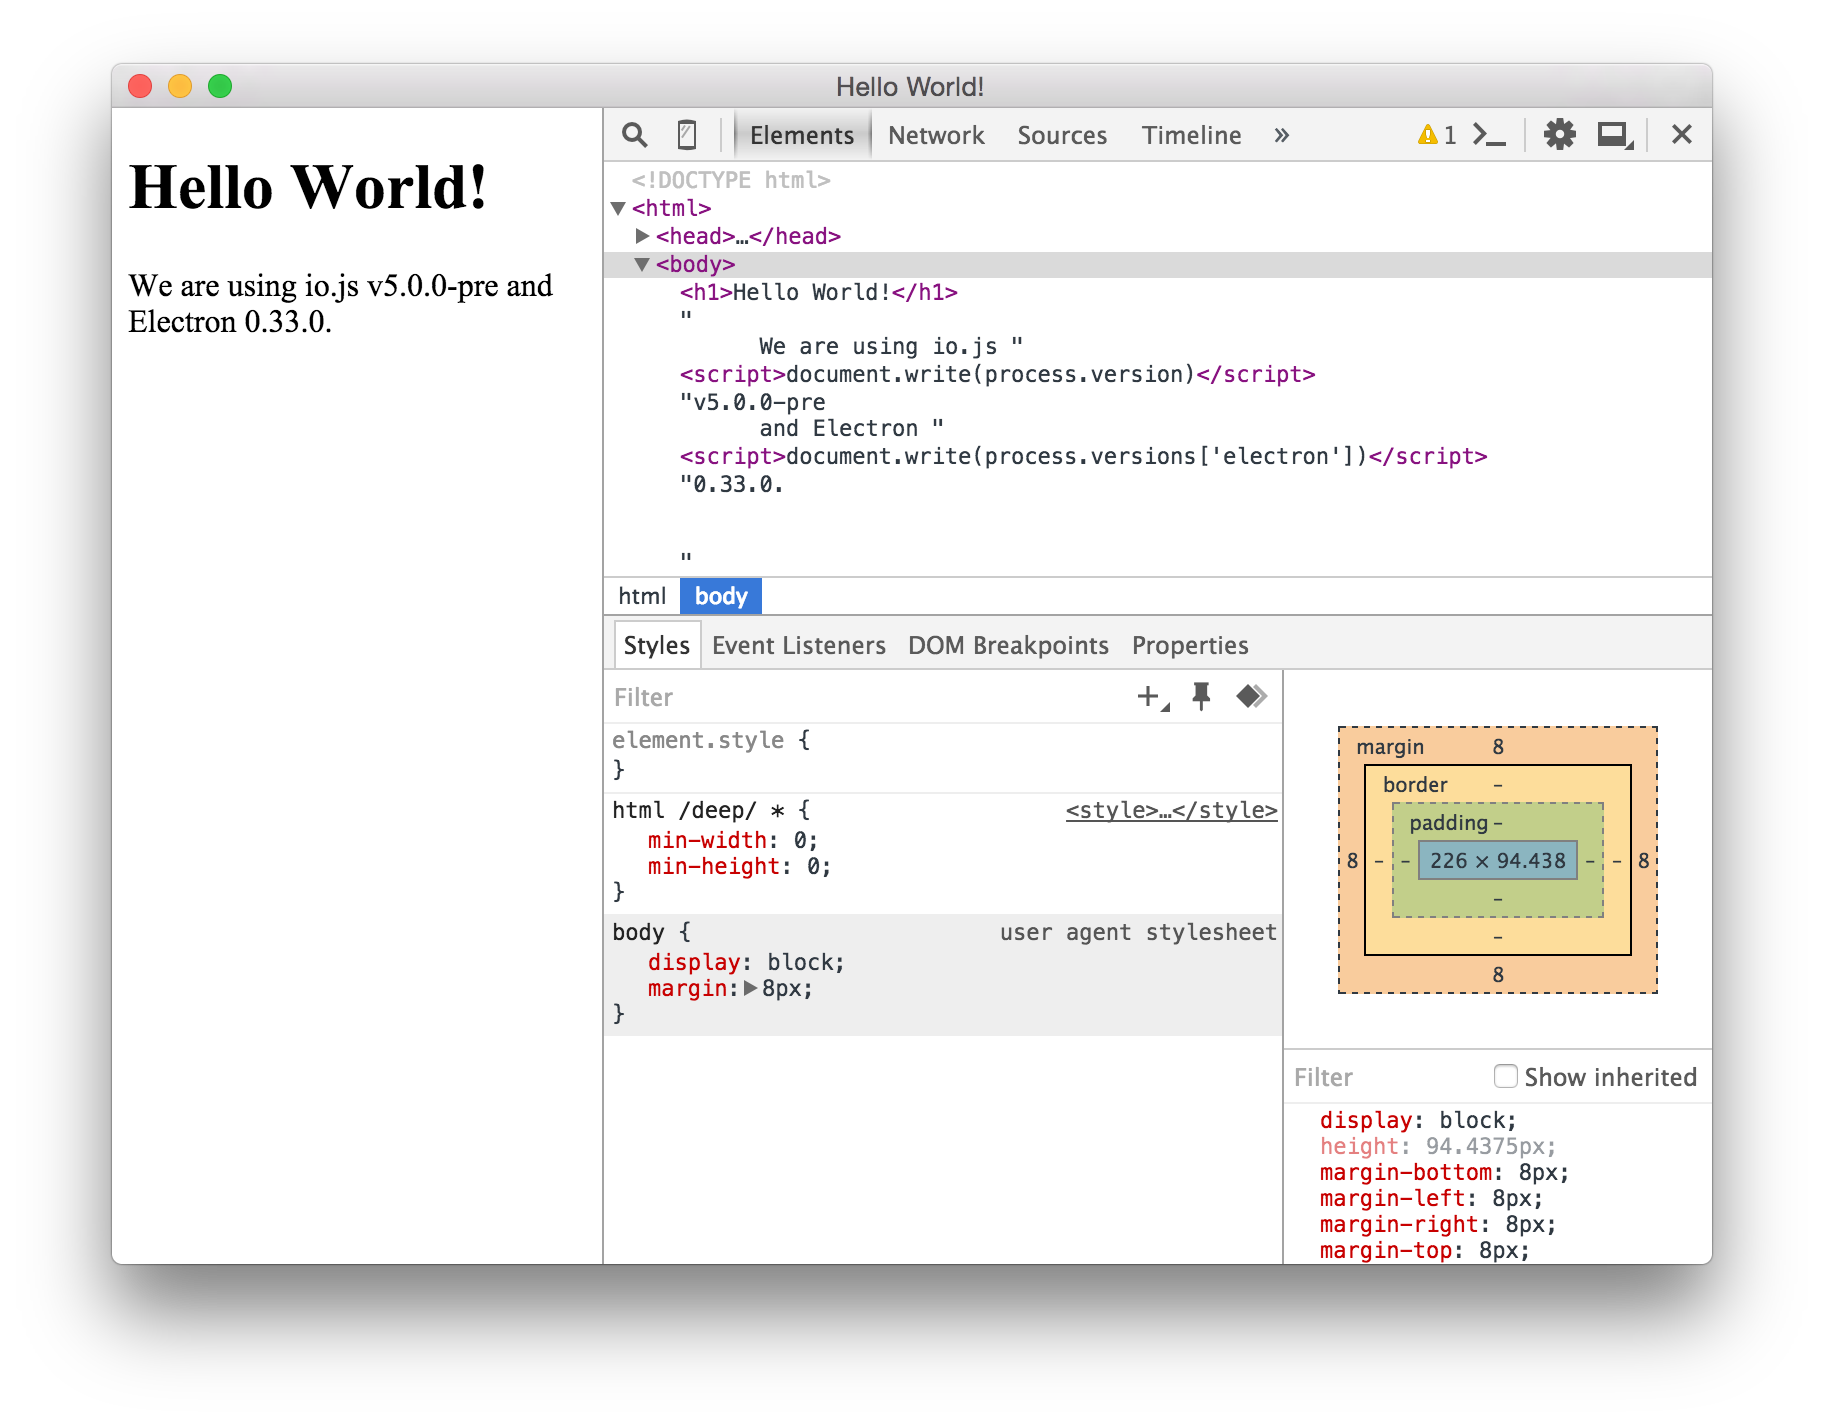 Hello World!
Hello World!
We are using io.js v5.0.0-pre and
Electron 0.33.0.
Elements Network Sources Timeline » 1
<!DOCTYPE html>
<html>
<head>…</head>
<body>
<h1>Hello World!</h1>
"
We are using io.js "
<script>document.write(process.version)</script>
"v5.0.0-pre
and Electron "
<script>document.write(process.versions['electron'])</script>
"0.33.0.
"
html body
Styles Event Listeners DOM Breakpoints Properties
Filter
element.style {
}
html /deep/ * { <style>…</style>
min-width: 0;
min-height: 0;
}
body { user agent stylesheet
display: block;
margin: 8px;
}
margin 8
border –
padding –
8 – – 226 × 94.438 – – 8
–
–
8
Filter Show inherited
display: block;
height: 94.4375px;
margin-bottom: 8px;
margin-left: 8px;
margin-right: 8px;
margin-top: 8px;